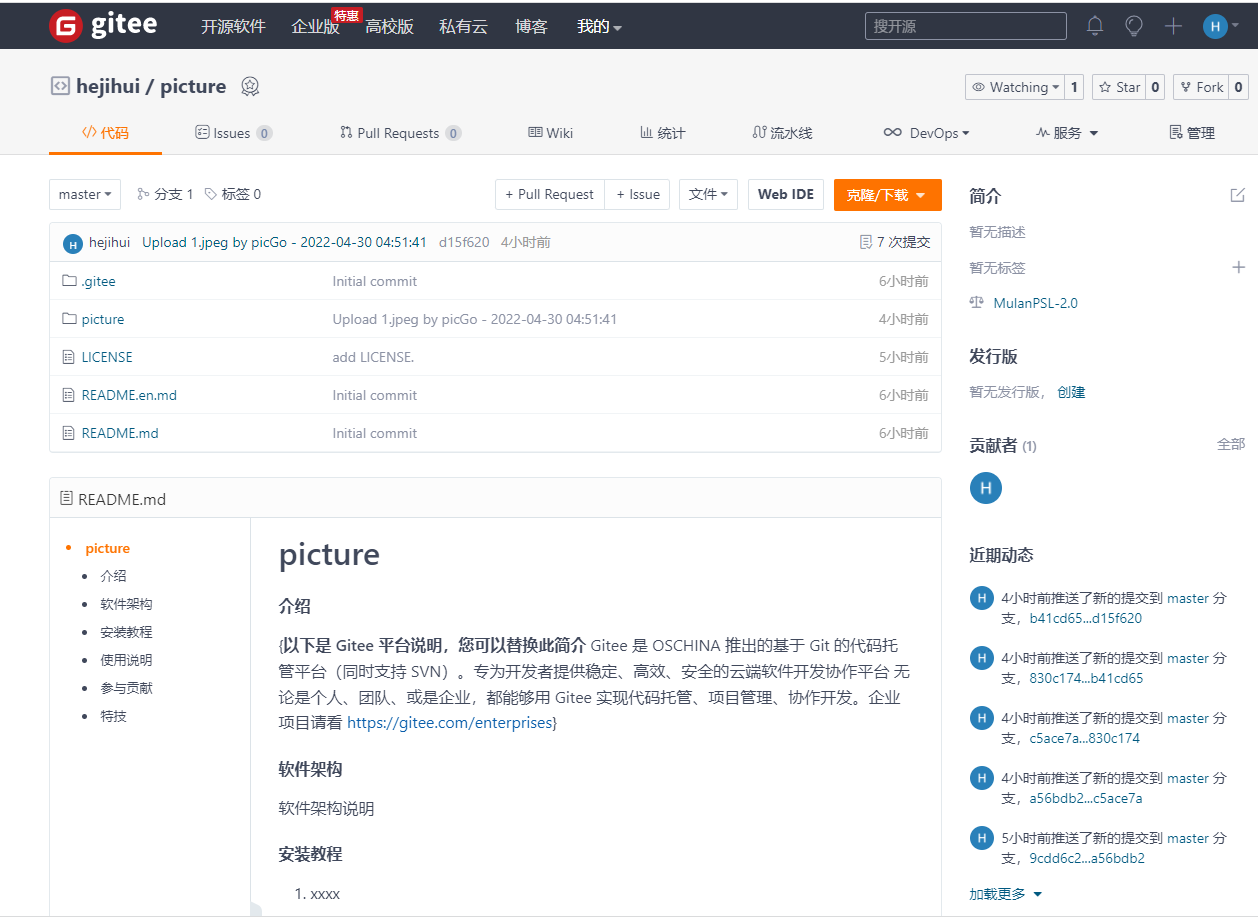 gitee 开源软件 企业版 特惠 高校版 私有云 博客 我的 搜开源 H
hejihui / picture Watching 1 Star 0 Fork 0
代码 Issues 0 Pull Requests 0 Wiki 统计 流水线 DevOps 服务 管理
master 分支 1 标签 0 + Pull Request + Issue 文件 Web IDE 克隆/下载
H hejihui Upload 1.jpeg by picGo - 2022-04-30 04:51:41 d15f620 4小时前 7 次提交
.gitee Initial commit 6小时前
picture Upload 1.jpeg by picGo - 2022-04-30 04:51:41 4小时前
LICENSE add LICENSE. 5小时前
README.en.md Initial commit 6小时前
README.md Initial commit 6小时前
README.md
picture
介绍
软件架构
安装教程
使用说明
参与贡献
特技
picture
介绍
{以下是 Gitee 平台说明，您可以替换此简介 Gitee 是 OSCHINA 推出的基于 Git 的代码托
管平台（同时支持 SVN）。专为开发者提供稳定、高效、安全的云端软件开发协作平台 无
论是个人、团队、或是企业，都能够用 Gitee 实现代码托管、项目管理、协作开发。企业
项目请看 https://gitee.com/enterprises}
软件架构
软件架构说明
安装教程
1. xxxx
简介
暂无描述
暂无标签
MulanPSL-2.0
发行版
暂无发行版， 创建
贡献者 (1) 全部
H
近期动态
H 4小时前推送了新的提交到 master 分
支，b41cd65...d15f620
H 4小时前推送了新的提交到 master 分
支，830c174...b41cd65
H 4小时前推送了新的提交到 master 分
支，c5ace7a...830c174
H 4小时前推送了新的提交到 master 分
支，a56bdb2...c5ace7a
H 5小时前推送了新的提交到 master 分
支，9cdd6c2...a56bdb2
加载更多